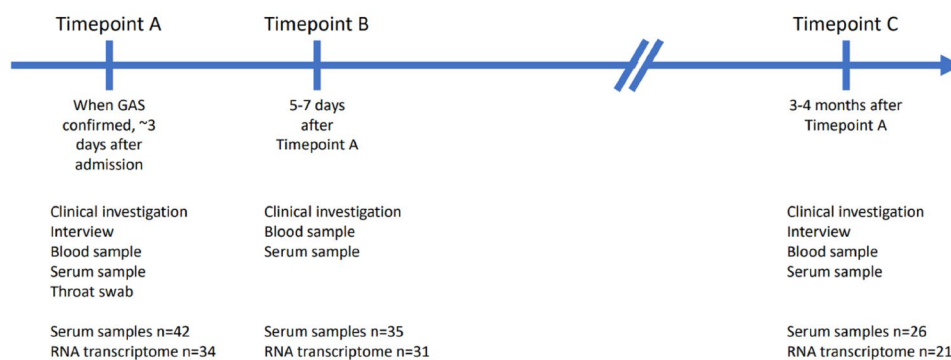 Timepoint A
Timepoint B
Timepoint C
When GAS
confirmed, ~3
days after
admission
5-7 days
after
Timepoint A
3-4 months after
Timepoint A
Clinical investigation
Interview
Blood sample
Serum sample
Throat swab
Clinical investigation
Blood sample
Serum sample
Clinical investigation
Interview
Blood sample
Serum sample
Serum samples n=42
RNA transcriptome n=34
Serum samples n=35
RNA transcriptome n=31
Serum samples n=26
RNA transcriptome n=21